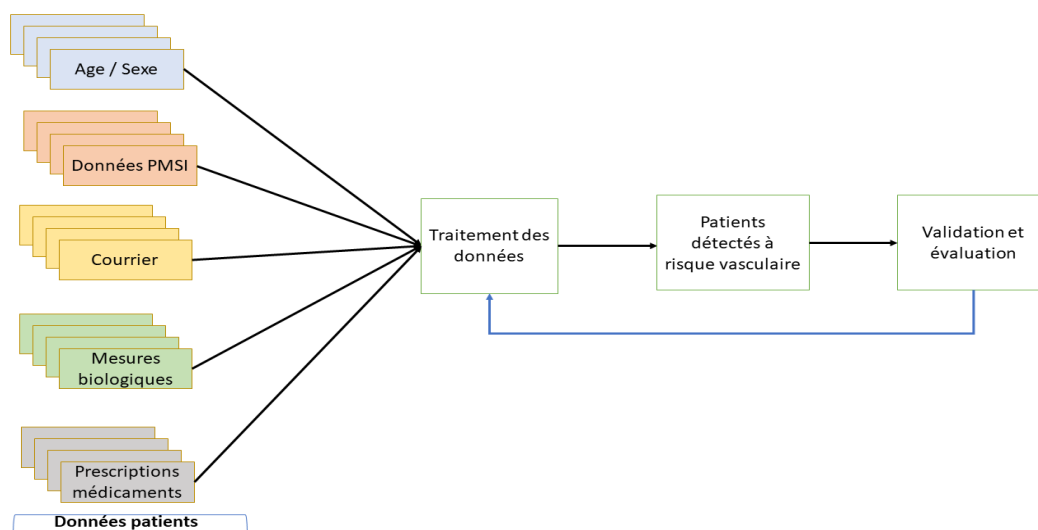 Age / Sexe
Données PMSI
Courrier
Mesures
biologiques
Prescriptions
médicaments
Données patients
Traitement des
données
Patients
détectés à
risque vasculaire
Validation et
évaluation